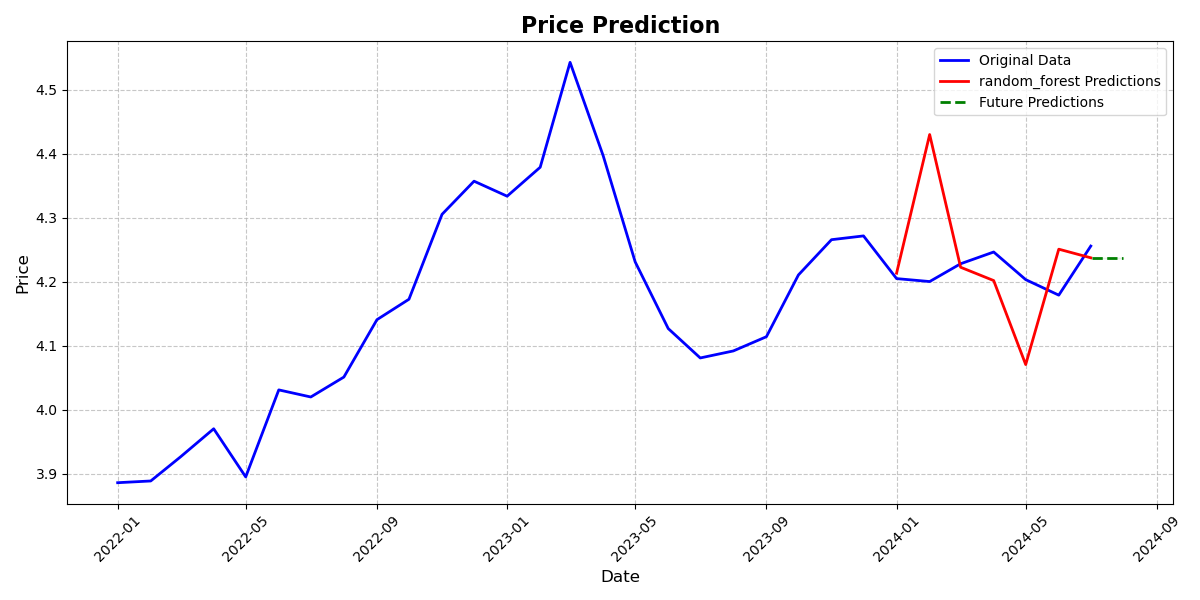 Price Prediction
Original Data
random_forest Predictions
Future Predictions
Price
4.5
4.4
4.3
4.2
4.1
4.0
3.9
2022-01
2022-05
2022-09
2023-01
2023-05
2023-09
2024-01
2024-05
2024-09
Date